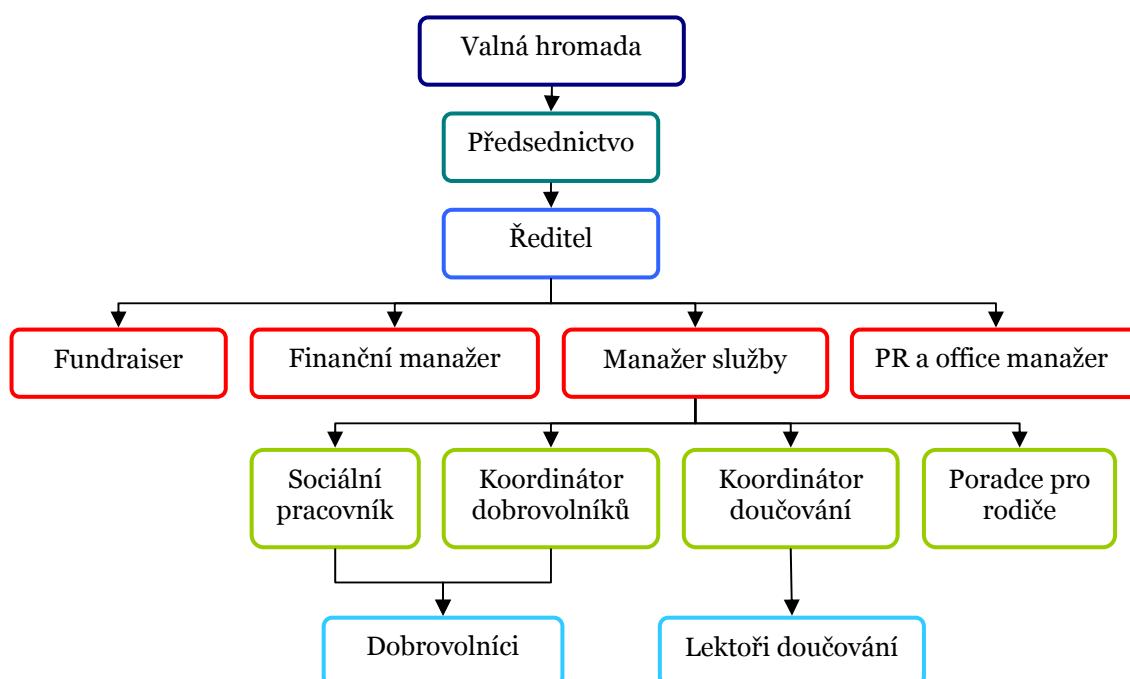 Valná hromada
Předsednictvo
Ředitel
Fundraiser
Finanční manažer
Manažer služby
PR a office manažer
Sociální
pracovník
Koordinátor
dobrovolníků
Koordinátor
doučování
Poradce pro
rodiče
Dobrovolníci
Lektoři doučování